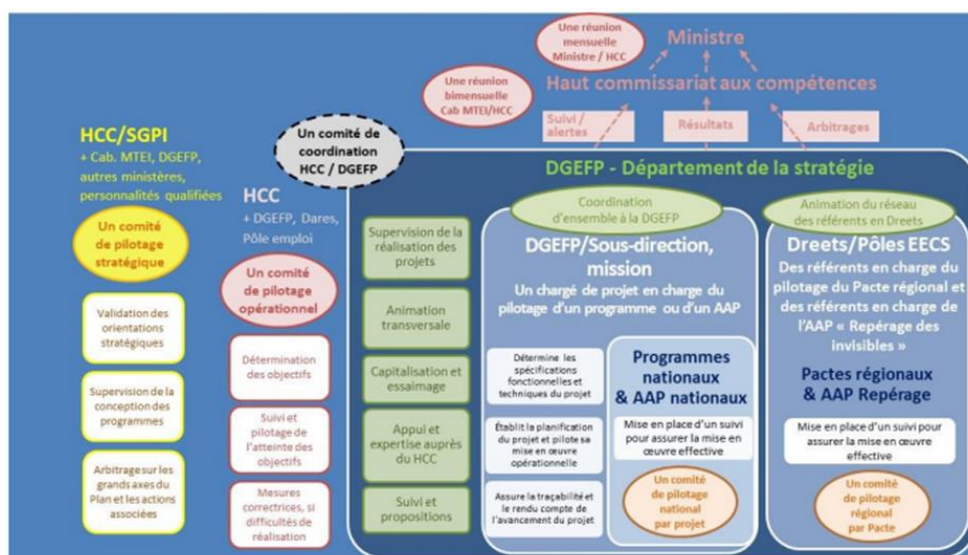 Une réunion
mensuelle
Ministre / HCC
Ministre
Une réunion
bimensuelle
Cab MTEI/HCC
Haut commissariat aux compétences
Suivi /
alertes
Résultats
Arbitrages
HCC/SGPI
+ Cab. MTEI, DGEFP,
autres ministères,
personnalités qualifiées
Un comité
de pilotage
stratégique
Validation des
orientations
stratégiques
Supervision de la
conception des
programmes
Arbitrage sur les
grands axes du
Plan et les actions
associées
Un comité de
coordination
HCC / DGEFP
HCC
+ DGEFP, Dares,
Pôle emploi
Un comité
de pilotage
opérationnel
Détermination
des objectifs
Suivi et
pilotage de
l'atteinte des
objectifs
Mesures
correctrices, si
difficultés de
réalisation
DGEFP - Département de la stratégie
Supervision de la
réalisation des
projets
Animation
transversale
Capitalisation et
essaimage
Appui et
expertise auprès
du HCC
Suivi et
propositions
Coordination
d'ensemble à la DGEFP
DGEFP/Sous-direction,
mission
Un chargé de projet en charge du
pilotage d'un programme ou d'un AAP
Détermine les
spécifications
fonctionnelles et
techniques du projet
Établit la planification
du projet et pilote sa
mise en œuvre
opérationnelle
Assure la traçabilité et
le rendu compte de
l'avancement du projet
Programmes
nationaux
& AAP nationaux
Mise en place d'un suivi
pour assurer la mise en
œuvre effective
Un comité
de pilotage
national
par projet
Animation du réseau
des référents en Dreets
Dreets/Pôles EECS
Des référents en charge du
pilotage du Pacte régional et
des référents en charge de
l'AAP « Repérage des
invisibles »
Pactes régionaux
& AAP Repérage
Mise en place d'un suivi pour
assurer la mise en œuvre
effective
Un comité
de pilotage
régional
par Pacte